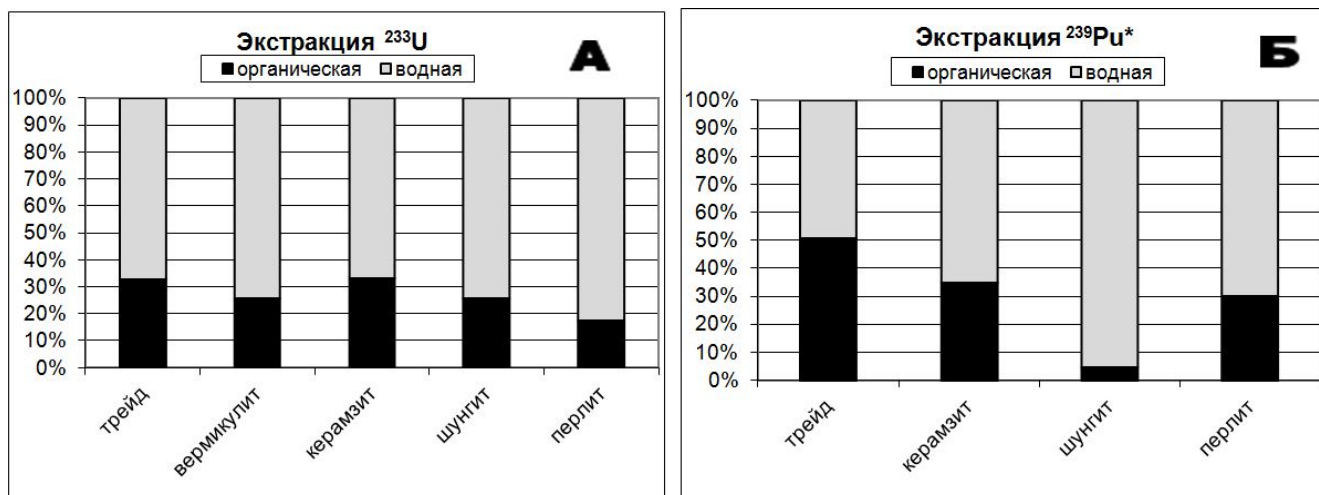 Экстракция ²³³U
А
■органическая □водная
100%
90%
80%
70%
60%
50%
40%
30%
20%
10%
0%
трейд
вермикулит
керамзит
шунгит
перлит
Экстракция ²³⁹Pu*
Б
■органическая □водная
100%
90%
80%
70%
60%
50%
40%
30%
20%
10%
0%
трейд
керамзит
шунгит
перлит